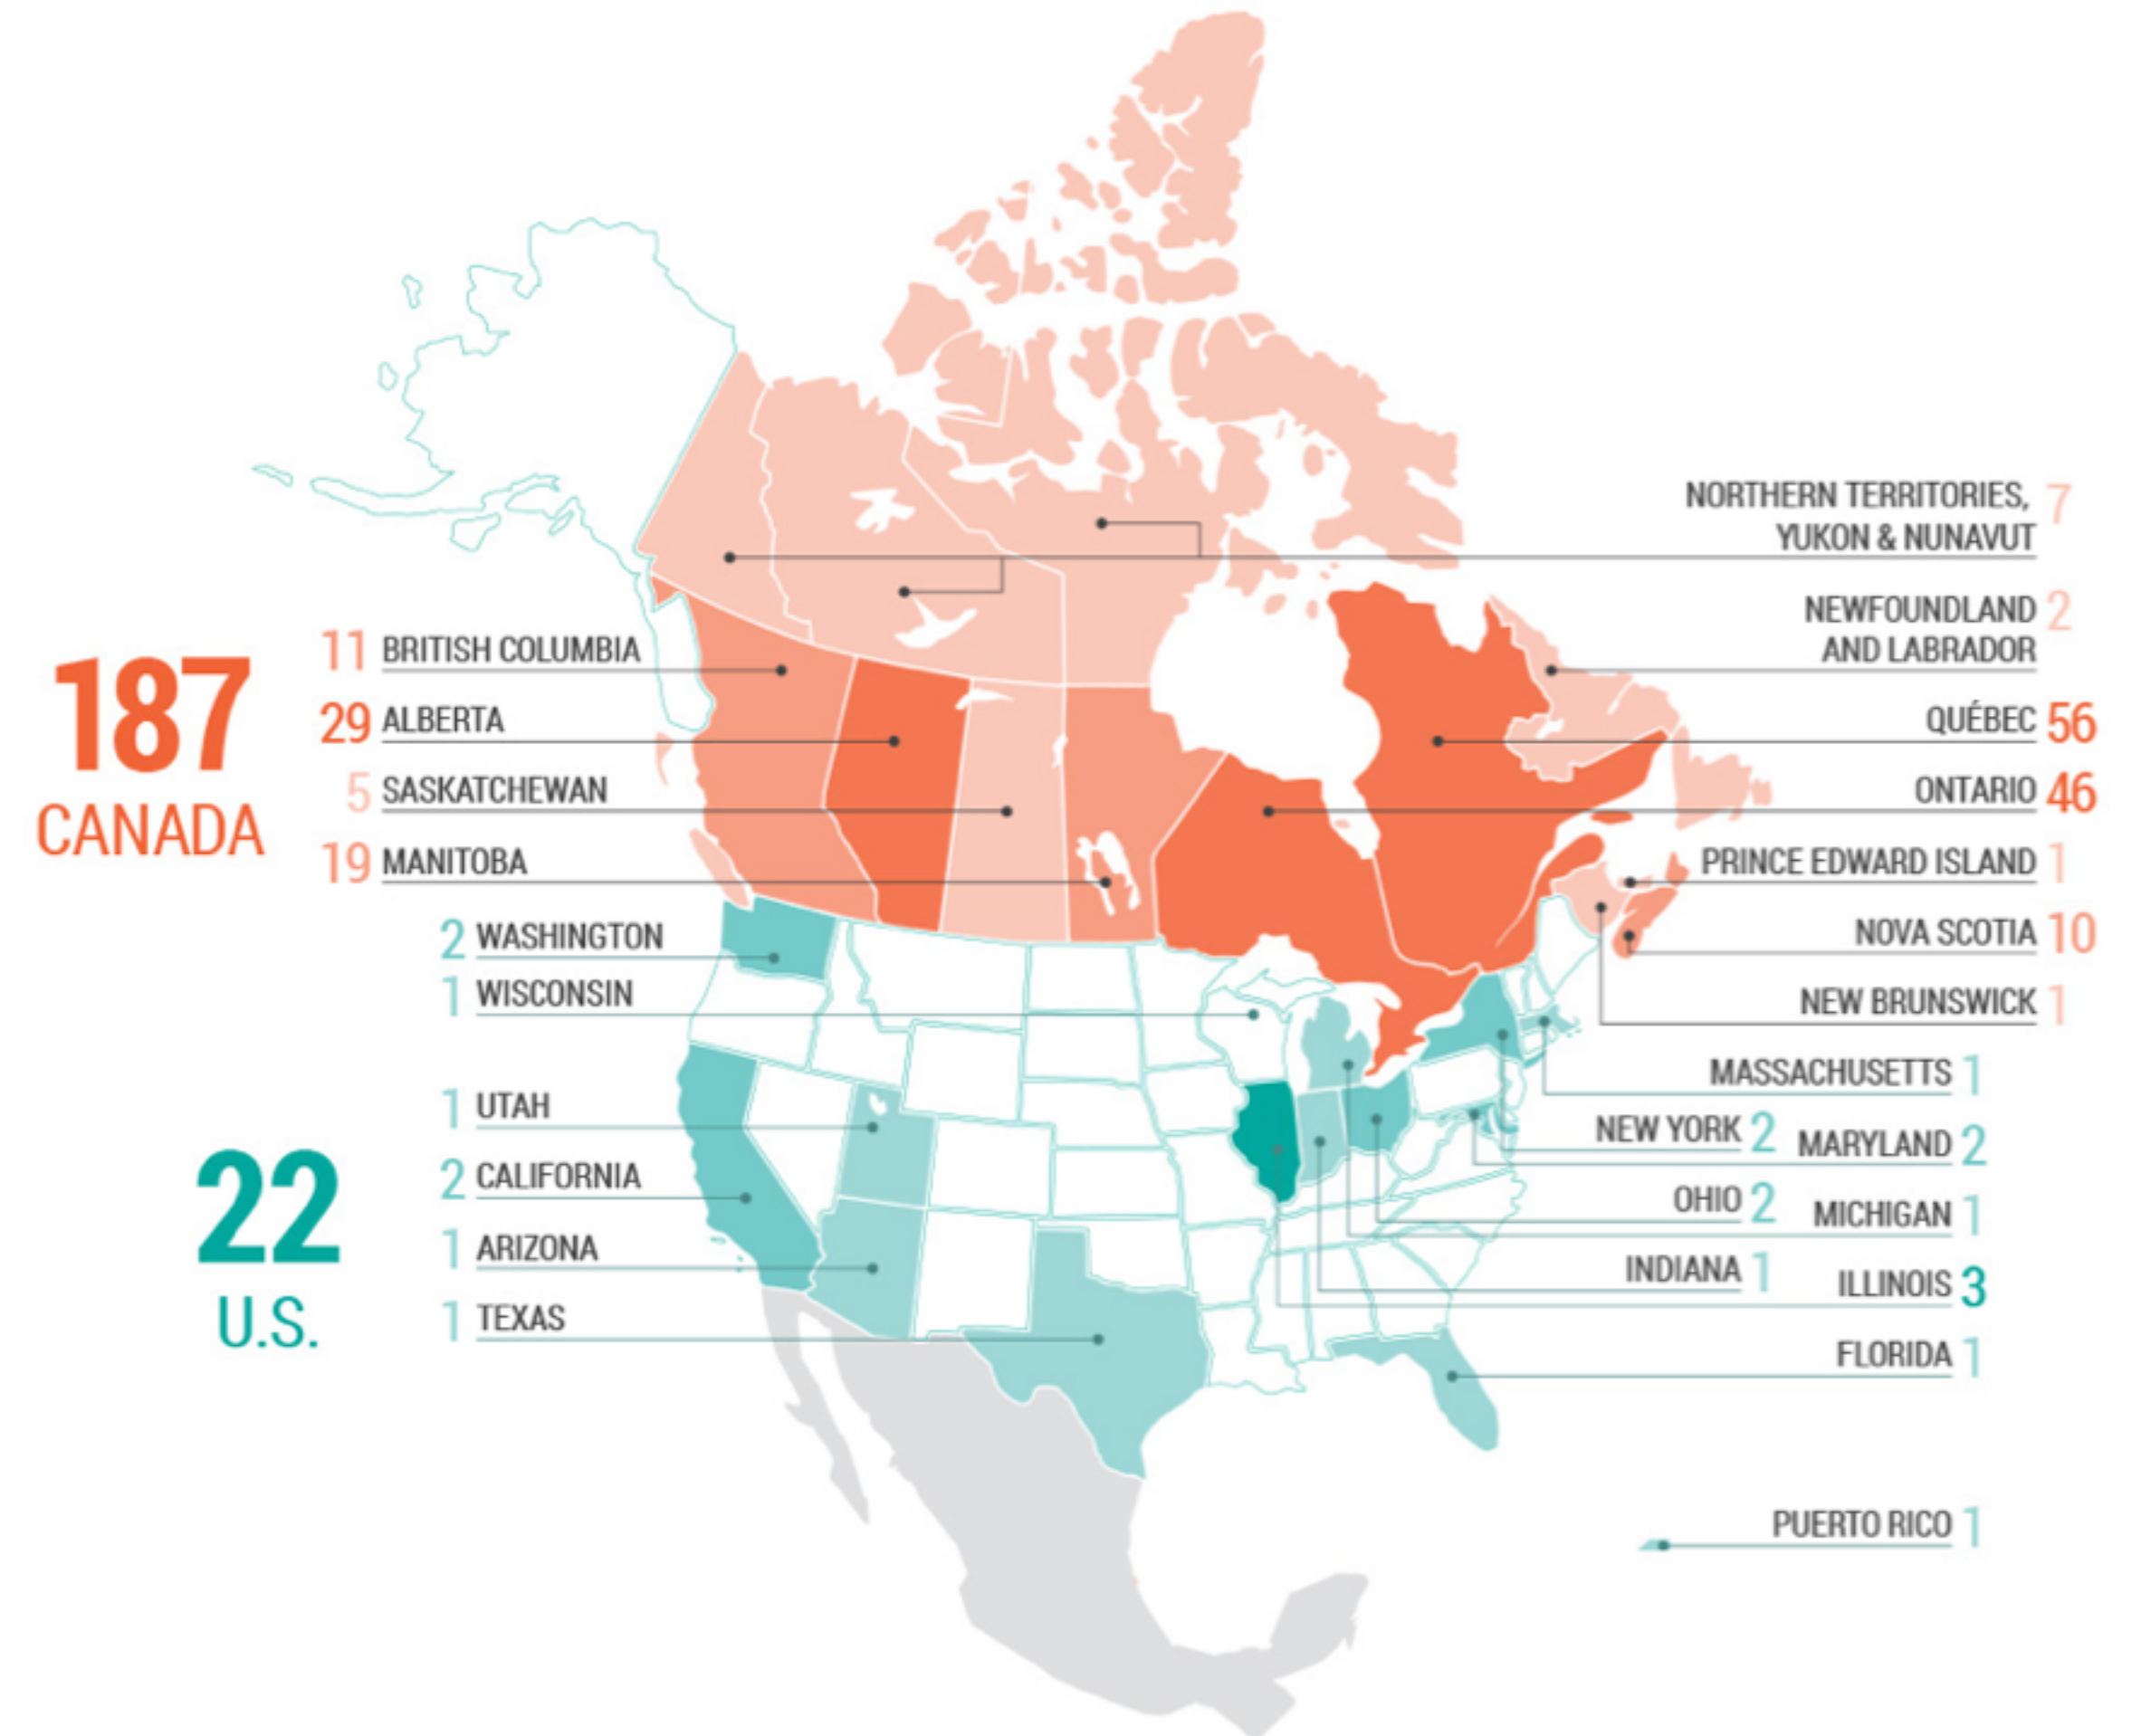 187
CANADA
11 BRITISH COLUMBIA
29 ALBERTA
5 SASKATCHEWAN
19 MANITOBA
NORTHERN TERRITORIES, 7
YUKON & NUNAVUT
NEWFOUNDLAND 2
AND LABRADOR
QUÉBEC 56
ONTARIO 46
PRINCE EDWARD ISLAND 1
NOVA SCOTIA 10
NEW BRUNSWICK 1
22
U.S.
2 WASHINGTON
1 WISCONSIN
1 UTAH
2 CALIFORNIA
1 ARIZONA
1 TEXAS
MASSACHUSETTS 1
NEW YORK 2
MARYLAND 2
OHIO 2
MICHIGAN 1
INDIANA 1
ILLINOIS 3
FLORIDA 1
PUERTO RICO 1